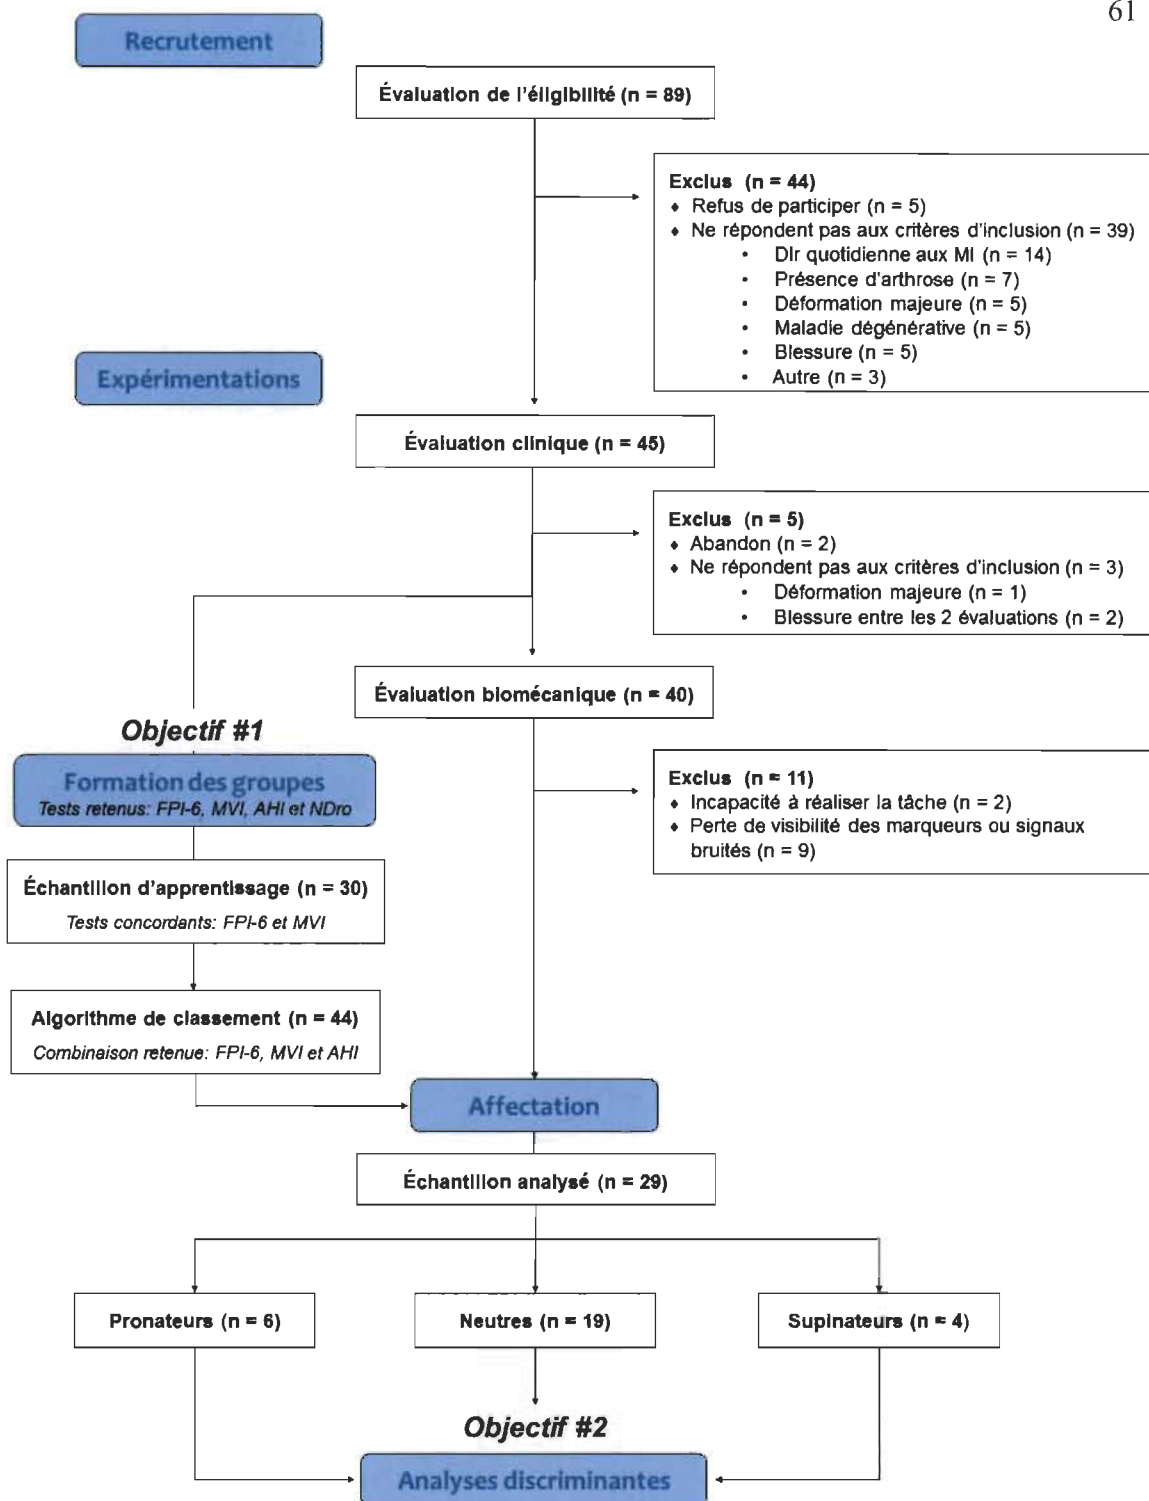 61
Recrutement
Évaluation de l'éligibilité (n = 89)
Exclus (n = 44)
♦ Refus de participer (n = 5)
♦ Ne répondent pas aux critères d'inclusion (n = 39)
• Dlr quotidienne aux MI (n = 14)
• Présence d'arthrose (n = 7)
• Déformation majeure (n = 5)
• Maladie dégénérative (n = 5)
• Blessure (n = 5)
• Autre (n = 3)
Expérimentations
Évaluation clinique (n = 45)
Exclus (n = 5)
♦ Abandon (n = 2)
♦ Ne répondent pas aux critères d'inclusion (n = 3)
• Déformation majeure (n = 1)
• Blessure entre les 2 évaluations (n = 2)
Évaluation biomécanique (n = 40)
Objectif #1
Formation des groupes
Tests retenus: FPI-6, MVI, AHI et NDro
Exclus (n = 11)
♦ Incapacité à réaliser la tâche (n = 2)
♦ Perte de visibilité des marqueurs ou signaux
bruités (n = 9)
Échantillon d'apprentissage (n = 30)
Tests concordants: FPI-6 et MVI
Algorithme de classement (n = 44)
Combinaison retenue: FPI-6, MVI et AHI
Affectation
Échantillon analysé (n = 29)
Pronateurs (n = 6)
Neutres (n = 19)
Supinateurs (n = 4)
Objectif #2
Analyses discriminantes